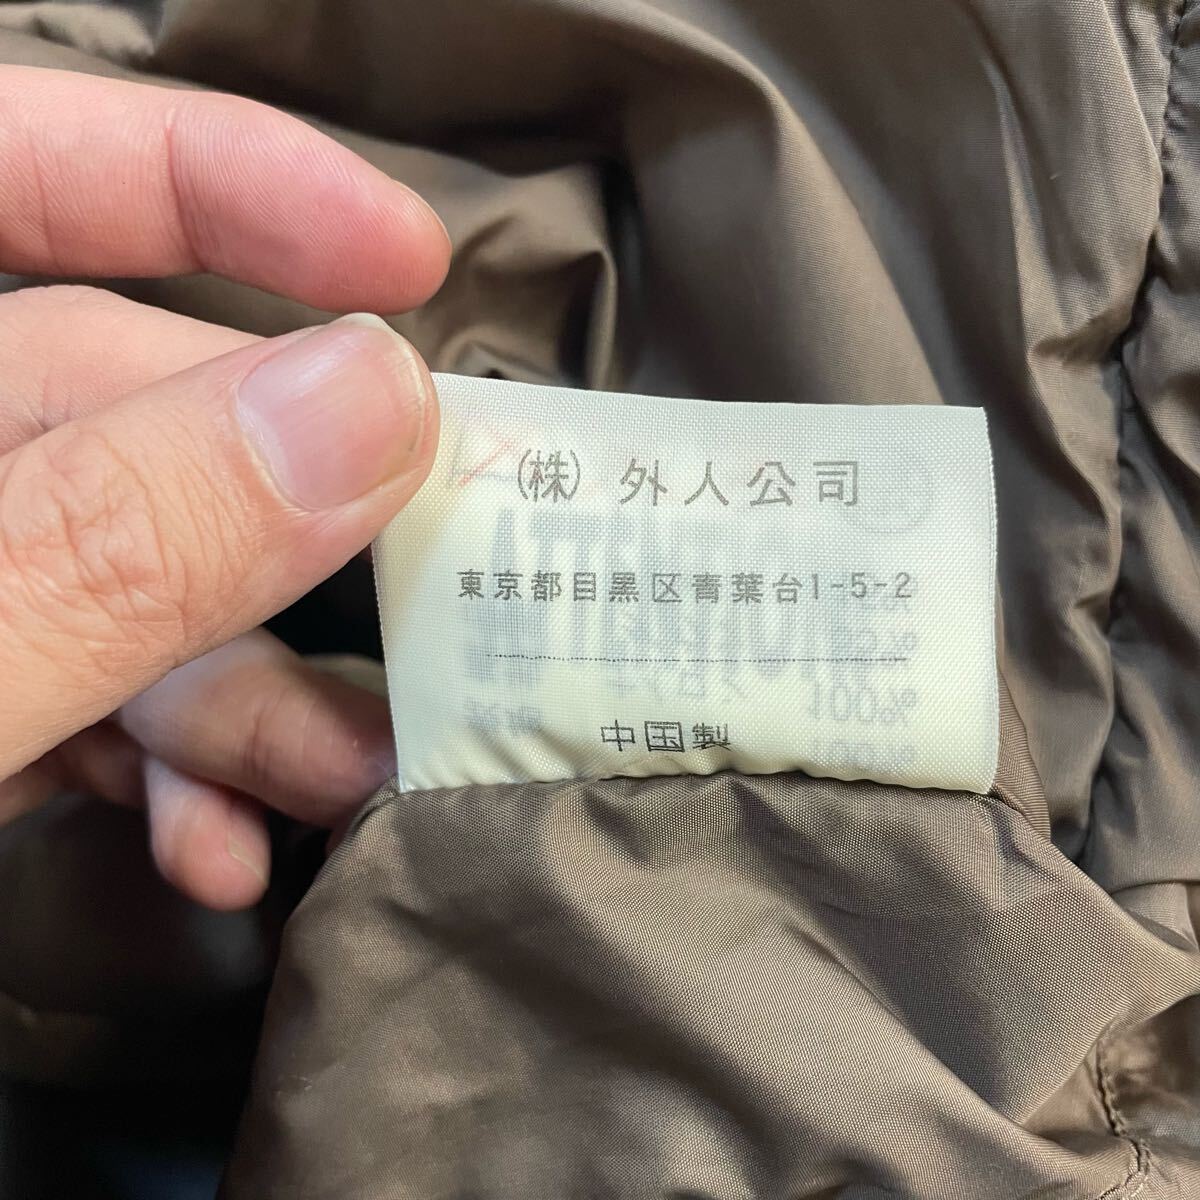 (株) 外人公司
東京都目黒区青葉台1-5-2
中国製